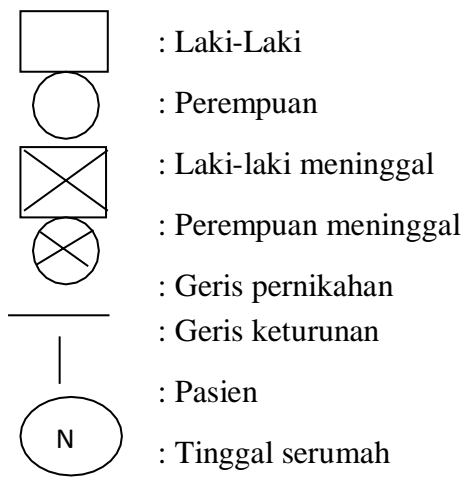 : Laki-Laki
: Perempuan
: Laki-laki meninggal
: Perempuan meninggal
: Geris pernikahan
: Geris keturunan
: Pasien
N
: Tinggal serumah